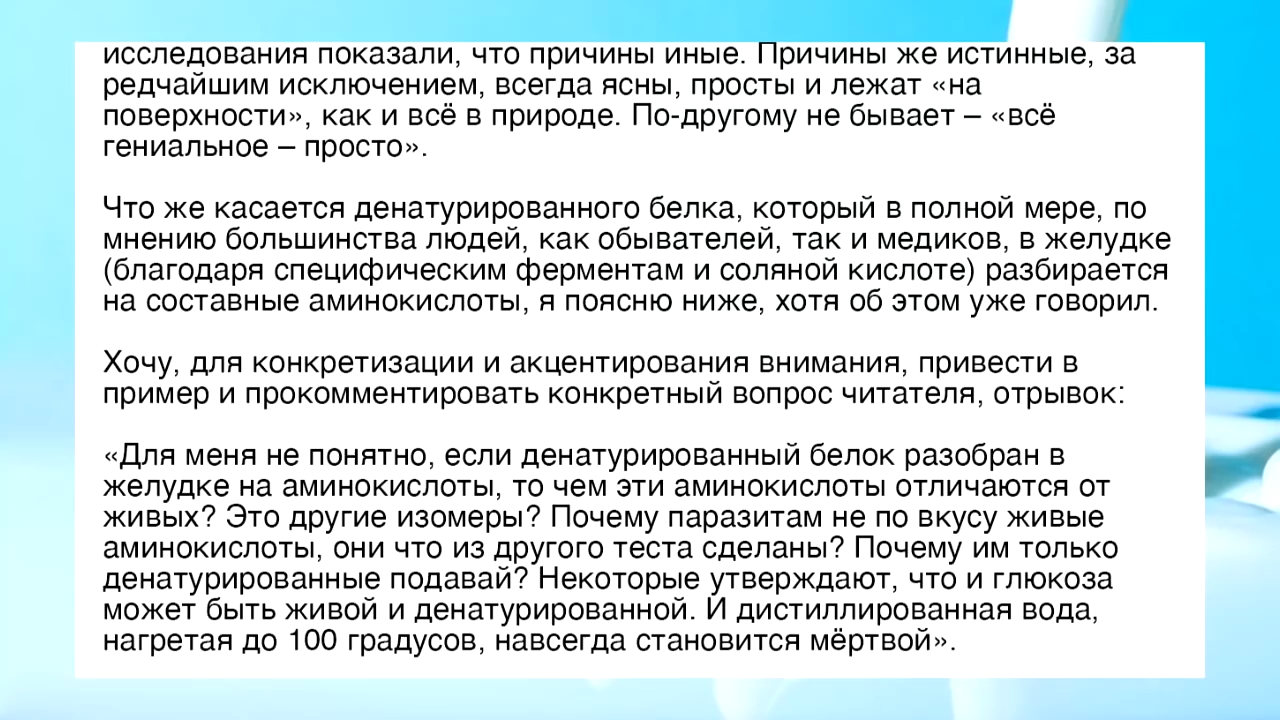 исследования показали, что причины иные. Причины же истинные, за
редчайшим исключением, всегда ясны, просты и лежат «на
поверхности», как и всё в природе. По-другому не бывает – «всё
гениальное – просто».
Что же касается денатурированного белка, который в полной мере, по
мнению большинства людей, как обывателей, так и медиков, в желудке
(благодаря специфическим ферментам и соляной кислоте) разбирается
на составные аминокислоты, я поясню ниже, хотя об этом уже говорил.
Хочу, для конкретизации и акцентирования внимания, привести в
пример и прокомментировать конкретный вопрос читателя, отрывок:
«Для меня не понятно, если денатурированный белок разобран в
желудке на аминокислоты, то чем эти аминокислоты отличаются от
живых? Это другие изомеры? Почему паразитам не по вкусу живые
аминокислоты, они что из другого теста сделаны? Почему им только
денатурированные подавай? Некоторые утверждают, что и глюкоза
может быть живой и денатурированной. И дистиллированная вода,
нагретая до 100 градусов, навсегда становится мёртвой».